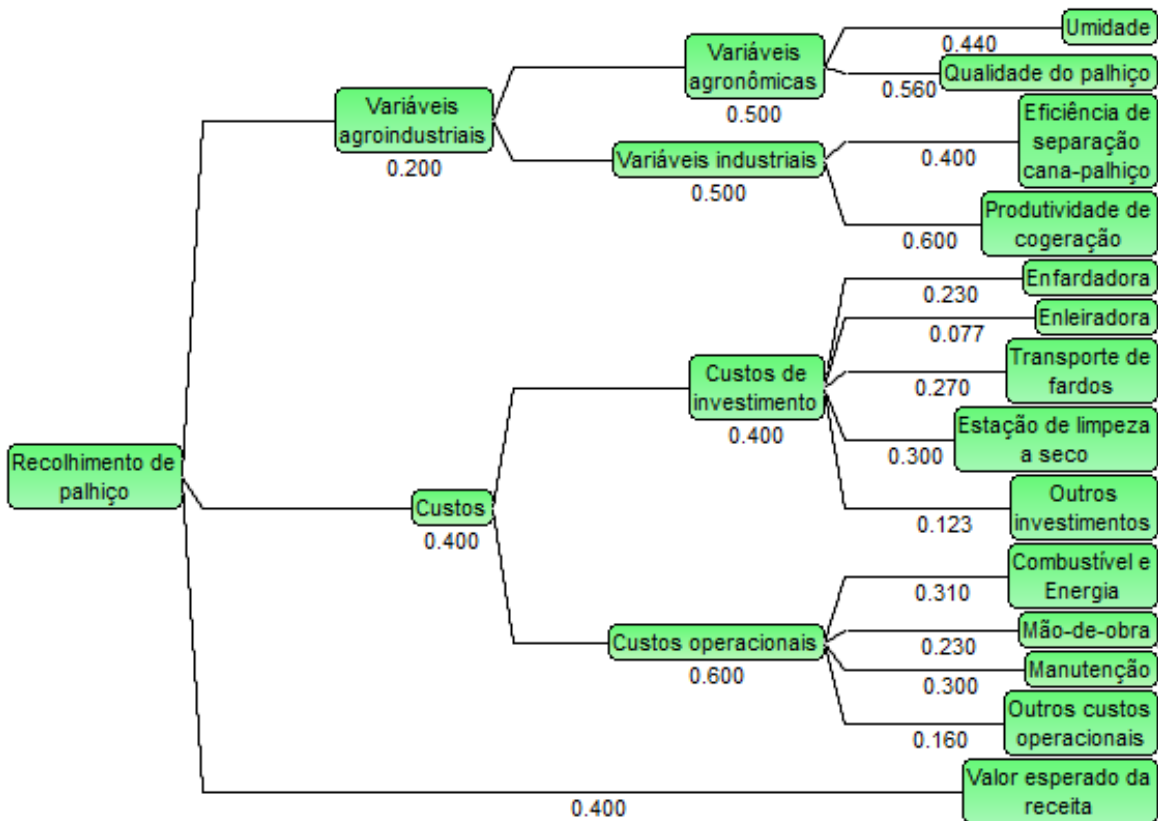 Umidade
0.440
Variáveis
agronômicas
0.500
Qualidade do palhiço
0.560
Variáveis
agroindustriais
0.200
Eficiência de
separação
cana-palhiço
0.400
Variáveis industriais
0.500
Produtividade de
cogeração
0.600
Enfardadora
0.230
Enleiradora
0.077
Transporte de
fardos
0.270
Custos de
investimento
0.400
Estação de limpeza
a seco
0.300
Recolhimento de
palhiço
Custos
0.400
Outros
investimentos
0.123
Combustível e
Energia
0.310
Custos operacionais
0.600
Mão-de-obra
0.230
Manutenção
0.300
Outros custos
operacionais
0.160
Valor esperado da
receita
0.400